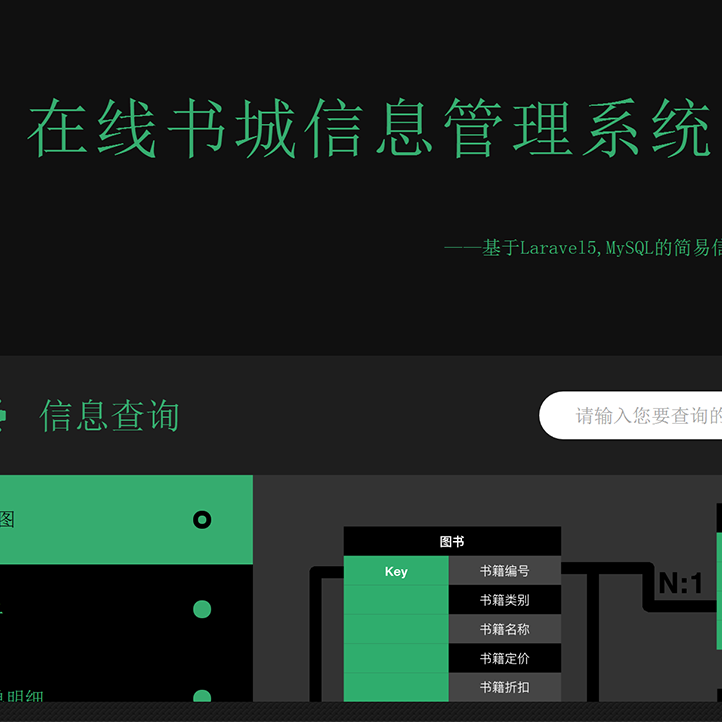 在线书城信息管理系统
——基于Laravel5,MySQL的简易信
信息查询
请输入您要查询的
图
图书
Key 书籍编号
N:1
书籍类别
书籍名称
书籍定价
明细
书籍折扣